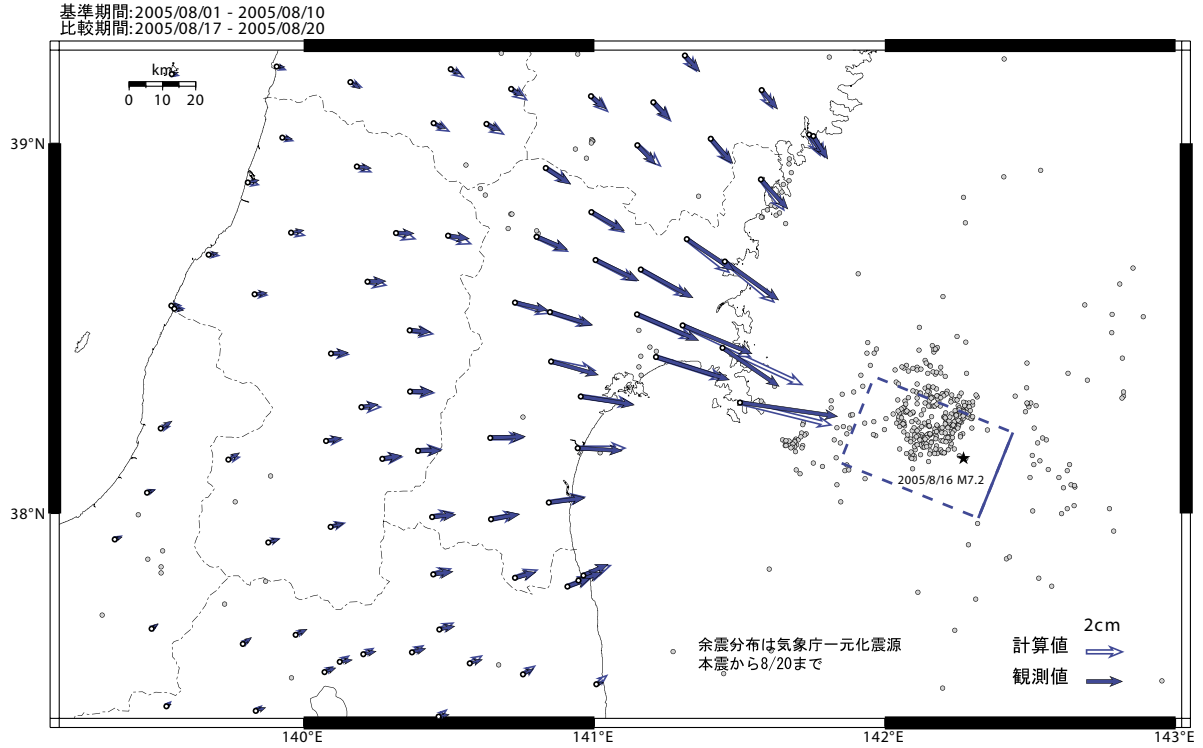 基準期間:2005/08/01 - 2005/08/10
比較期間:2005/08/17 - 2005/08/20
km
0 10 20
39°N
38°N
2005/8/16 M7.2
余震分布は気象庁一元化震源
本震から8/20まで
2cm
計算値
観測値
140°E
141°E
142°E
143°E